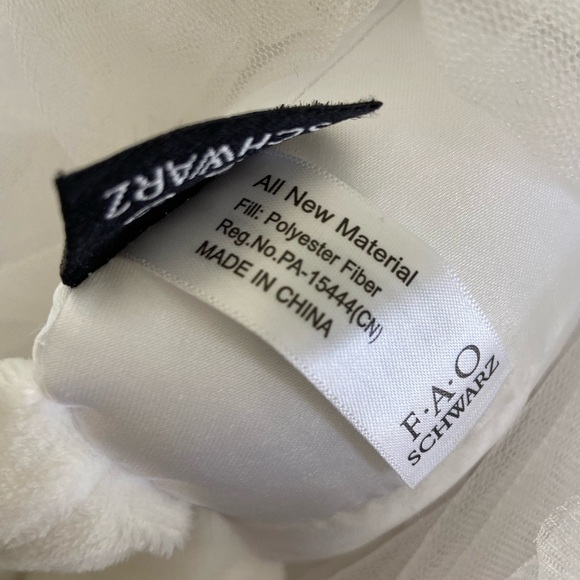 SCHWARZ
All New Material
Fill: Polyester Fiber
Reg.No.PA-15444(CN)
MADE IN CHINA
F·A·O
SCHWARZ